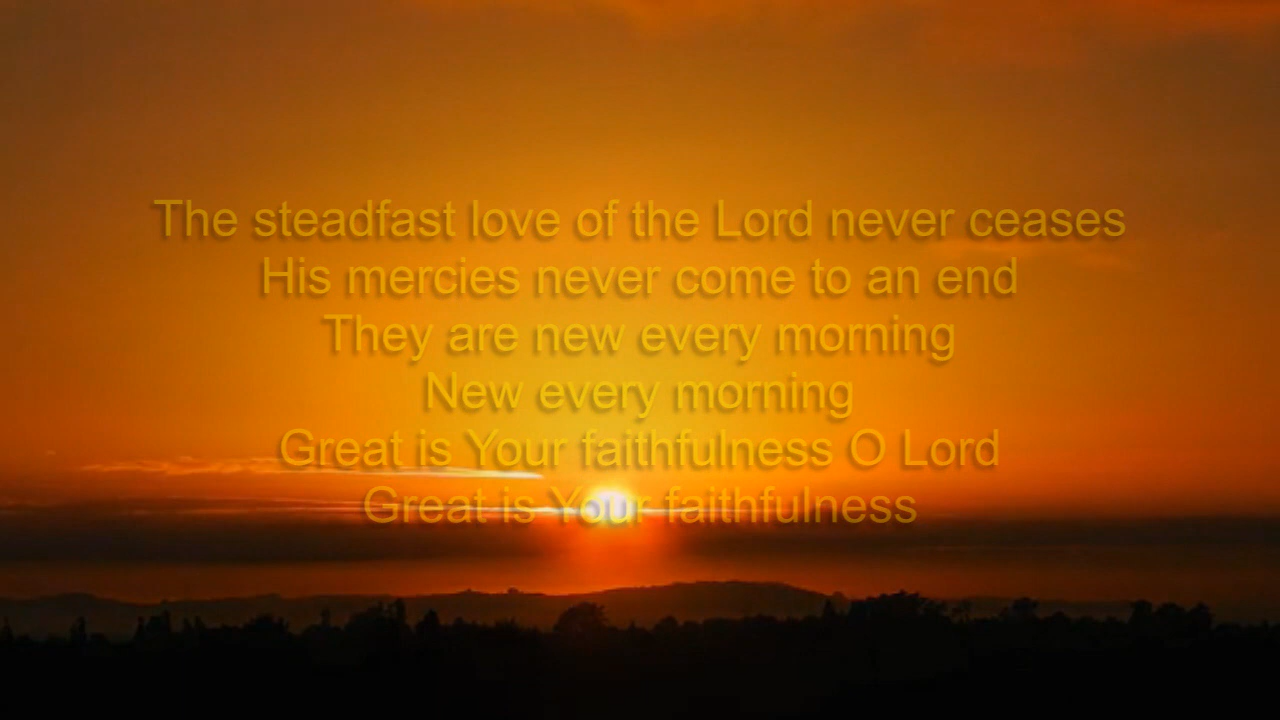 The steadfast love of the Lord never ceases
His mercies never come to an end
They are new every morning
New every morning
Great is Your faithfulness O Lord
Great is Your faithfulness